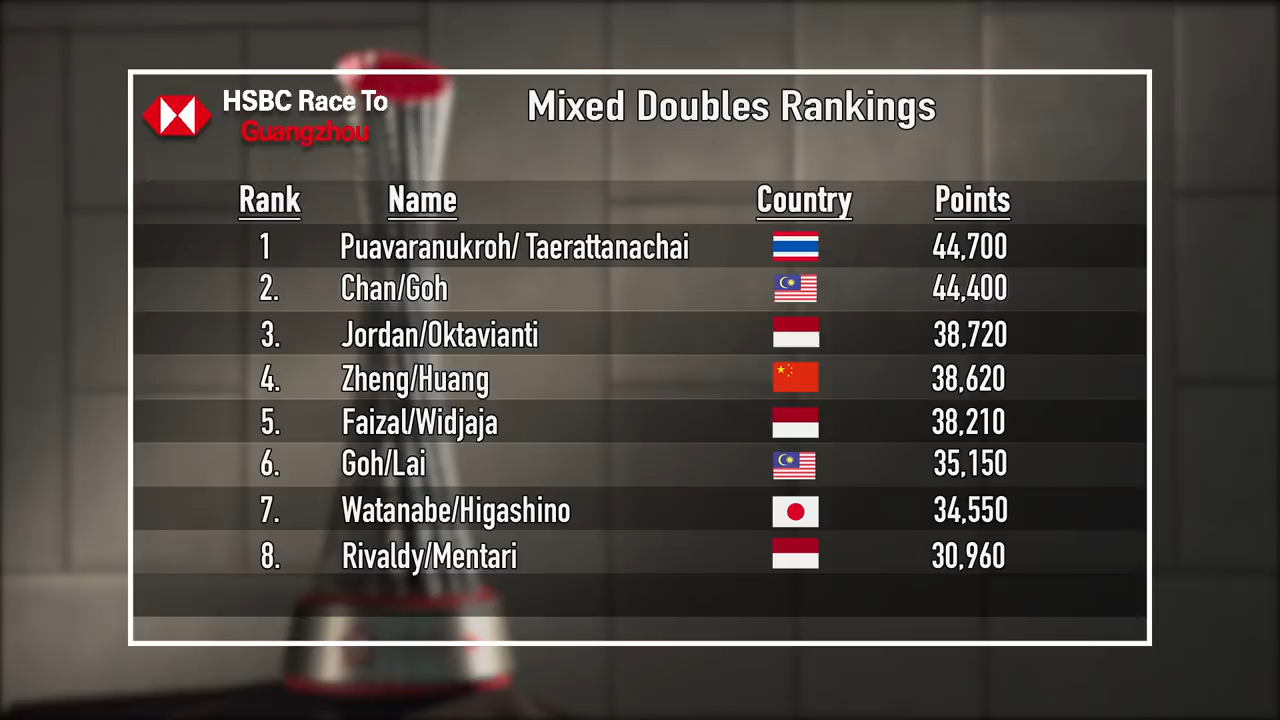 HSBC Race To
Guangzhou
Mixed Doubles Rankings
Rank Name Country Points
1 Puavaranukroh/ Taerattanachai 44,700
2. Chan/Goh 44,400
3. Jordan/Oktavianti 38,720
4. Zheng/Huang 38,620
5. Faizal/Widjaja 38,210
6. Goh/Lai 35,150
7. Watanabe/Higashino 34,550
8. Rivaldy/Mentari 30,960